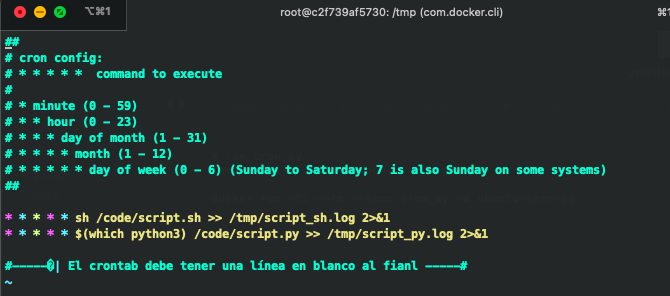 ⌥⌘1
root@c2f739af5730: /tmp (com.docker.cli)
⌘1
##
# cron config:
# * * * * *  command to execute
#
# * minute (0 - 59)
# * * hour (0 - 23)
# * * * day of month (1 - 31)
# * * * * month (1 - 12)
# * * * * * day of week (0 - 6) (Sunday to Saturday; 7 is also Sunday on some systems)
##
* * * * * sh /code/script.sh >> /tmp/script_sh.log 2>&1
* * * * * $(which python3) /code/script.py >> /tmp/script_py.log 2>&1
#—————�| El crontab debe tener una línea en blanco al fianl —————#
~